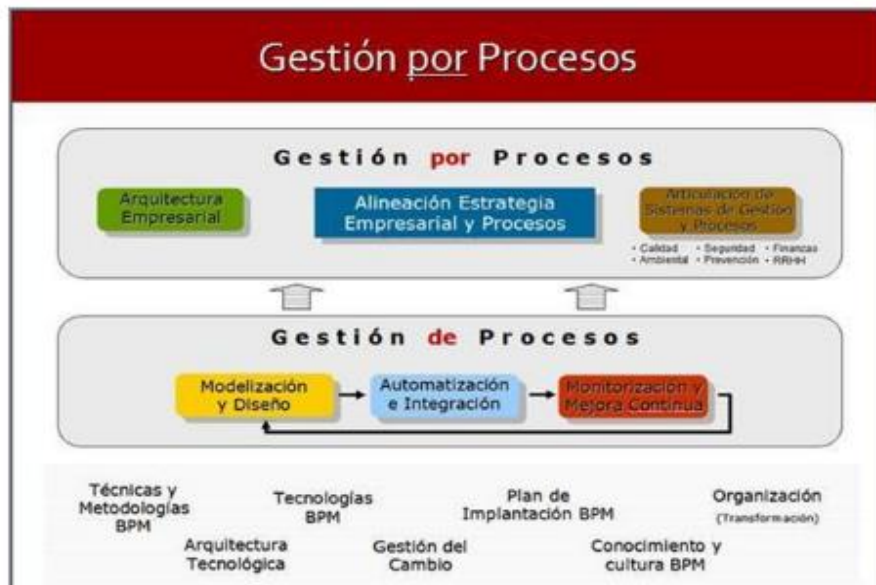 Gestión por Procesos
Gestión por Procesos
Arquitectura
Empresarial
Alineación Estrategia
Empresarial y Procesos
Articulación de
Sistemas de Gestión
y Procesos
• Calidad • Seguridad • Finanzas
• Ambiental • Prevención • RRHH
Gestión de Procesos
Modelización
y Diseño
Automatización
e Integración
Monitorización y
Mejora Continua
Técnicas y
Metodologías
BPM
Tecnologías
BPM
Plan de
Implantación BPM
Organización
(Transformación)
Arquitectura
Tecnológica
Gestión del
Cambio
Conocimiento y
cultura BPM